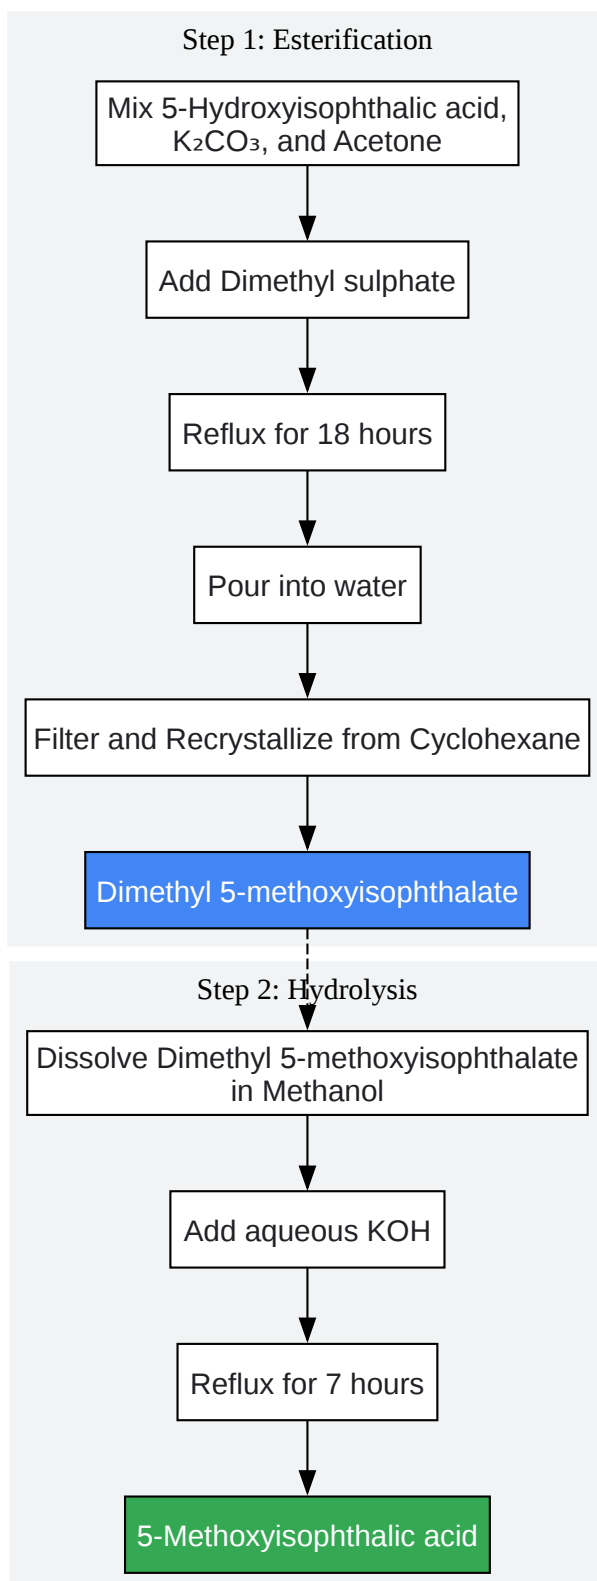 Step 1: Esterification
Mix 5-Hydroxyisophthalic acid,
K₂CO₃, and Acetone
Add Dimethyl sulphate
Reflux for 18 hours
Pour into water
Filter and Recrystallize from Cyclohexane
Dimethyl 5-methoxyisophthalate
Step 2: Hydrolysis
Dissolve Dimethyl 5-methoxyisophthalate
in Methanol
Add aqueous KOH
Reflux for 7 hours
5-Methoxyisophthalic acid